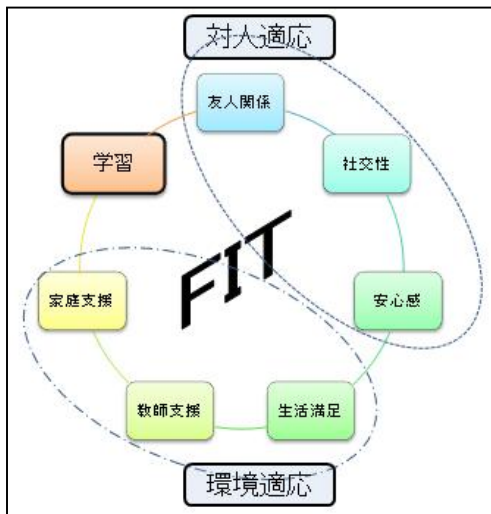 対人適応
友人関係
学習
社交性
FIT
家庭支援
安心感
教師支援
生活満足
環境適応